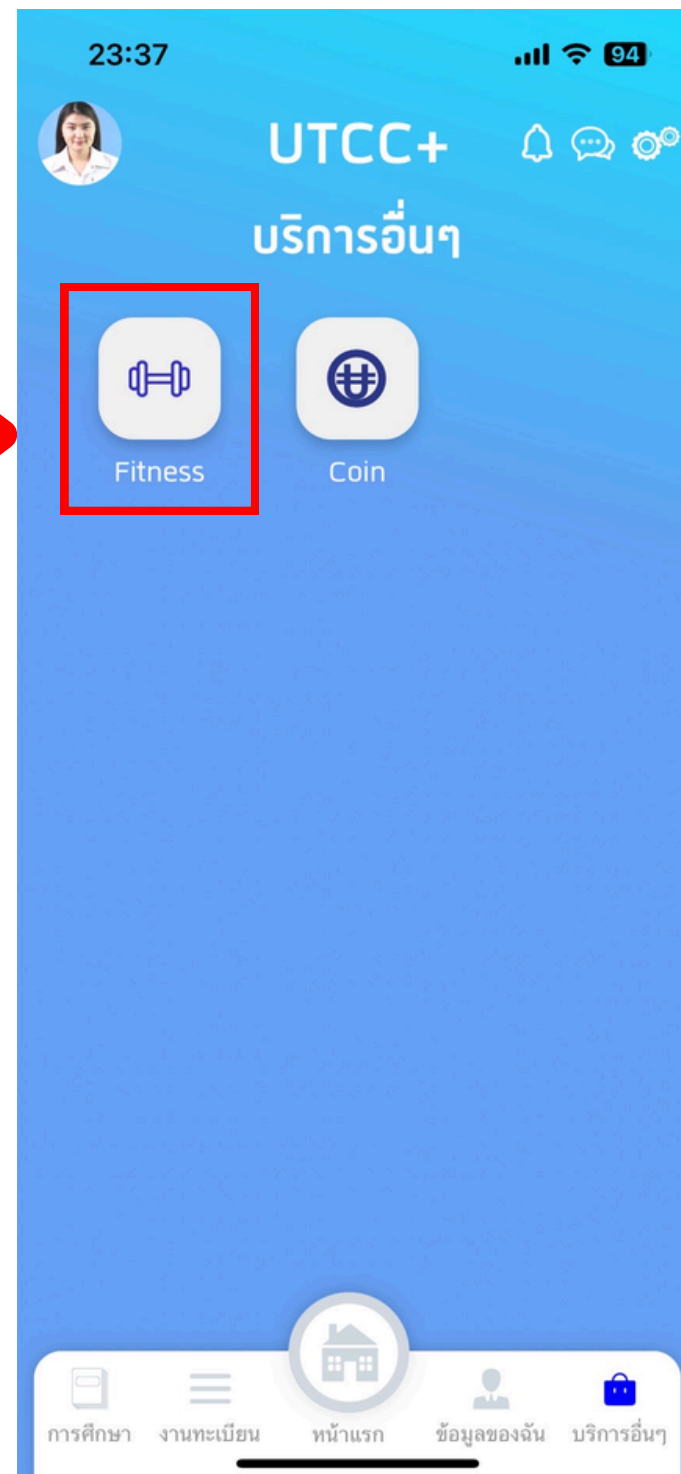 23:37 94
UTCC+
บริการอื่นๆ
Fitness Coin
การศึกษา งานทะเบียน หน้าแรก ข้อมูลของฉัน บริการอื่นๆ